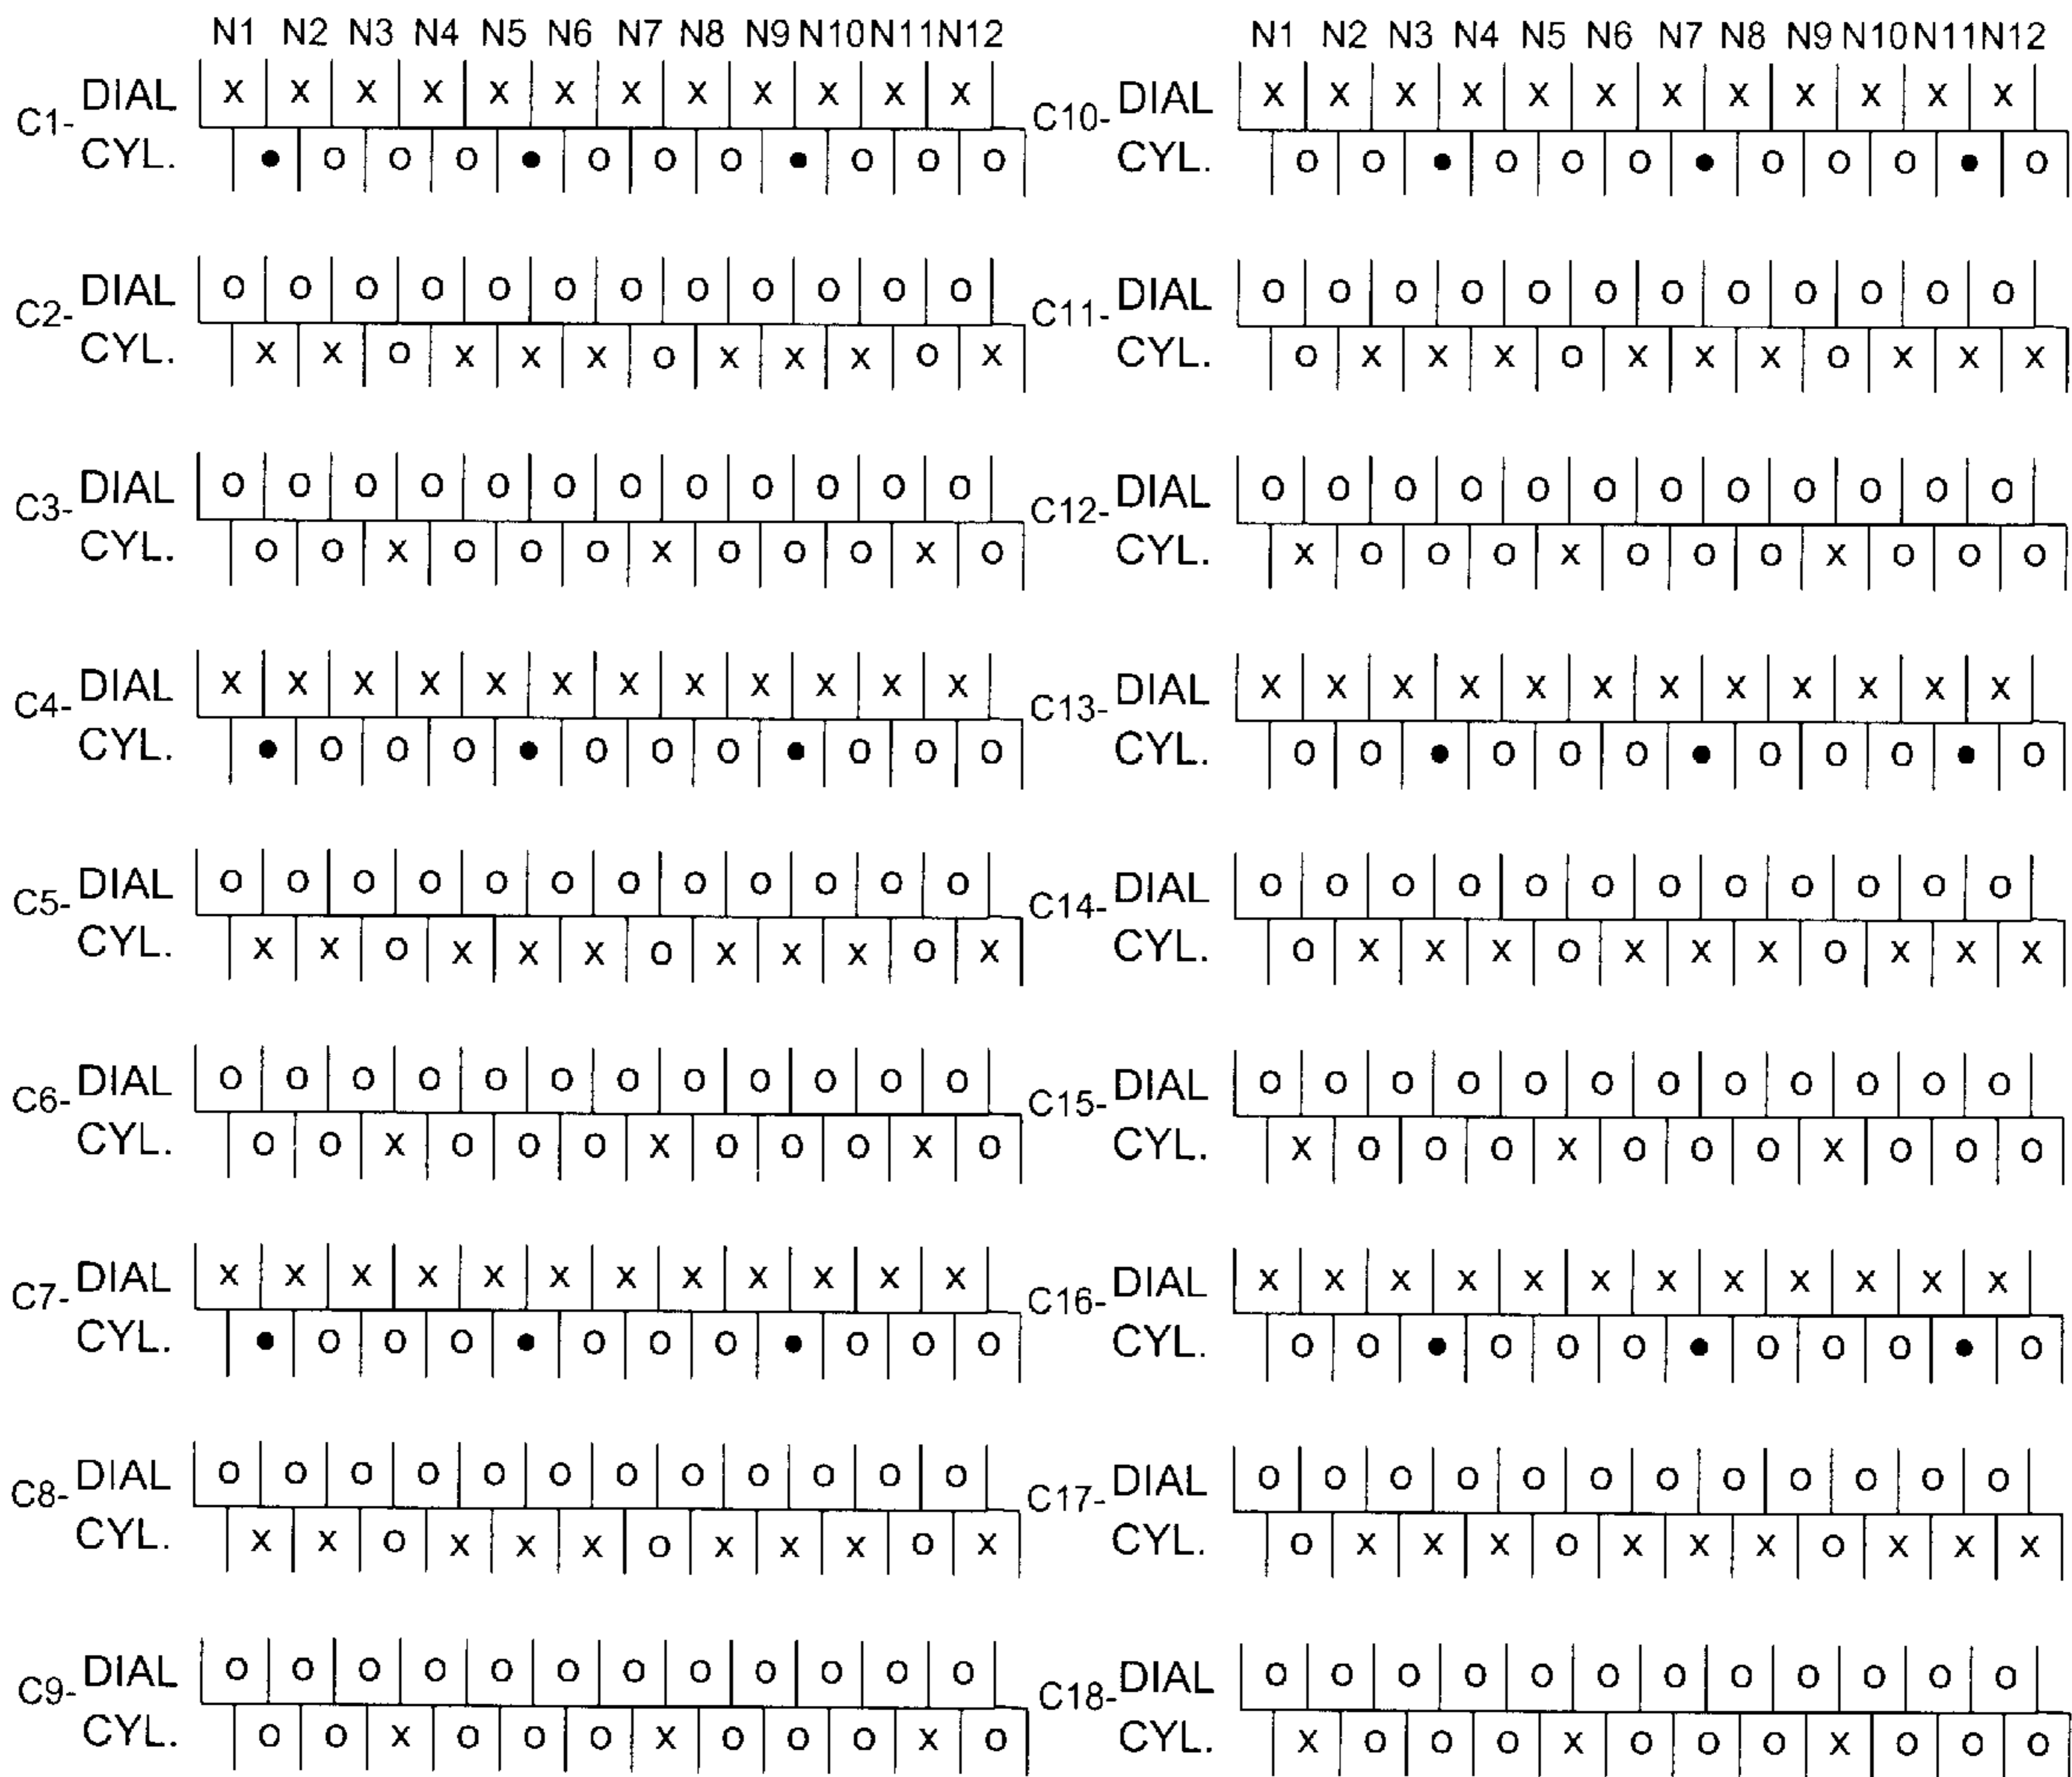 N1 N2 N3 N4 N5 N6 N7 N8 N9 N10 N11 N12
C1- DIAL X X X X X X X X X X X X
CYL. ● O O O ● O O O ● O O O
C2- DIAL O O O O O O O O O O O O
CYL. X X O X X X O X X X O X
C3- DIAL O O O O O O O O O O O O
CYL. O O X O O O X O O O X O
C4- DIAL X X X X X X X X X X X X
CYL. ● O O O ● O O O ● O O O
C5- DIAL O O O O O O O O O O O O
CYL. X X O X X X O X X X O X
C6- DIAL O O O O O O O O O O O O
CYL. O O X O O O X O O O X O
C7- DIAL X X X X X X X X X X X X
CYL. ● O O O ● O O O ● O O O
C8- DIAL O O O O O O O O O O O O
CYL. X X O X X X O X X X O X
C9- DIAL O O O O O O O O O O O O
CYL. O O X O O O X O O O X O
N1 N2 N3 N4 N5 N6 N7 N8 N9 N10 N11 N12
C10- DIAL X X X X X X X X X X X X
CYL. O O ● O O O ● O O O ● O
C11- DIAL O O O O O O O O O O O O
CYL. O X X X O X X X O X X X
C12- DIAL O O O O O O O O O O O O
CYL. X O O O X O O O X O O O
C13- DIAL X X X X X X X X X X X X
CYL. O O ● O O O ● O O O ● O
C14- DIAL O O O O O O O O O O O O
CYL. O X X X O X X X O X X X
C15- DIAL O O O O O O O O O O O O
CYL. X O O O X O O O X O O O
C16- DIAL X X X X X X X X X X X X
CYL. O O ● O O O ● O O O ● O
C17- DIAL O O O O O O O O O O O O
CYL. O X X X O X X X O X X X
C18- DIAL O O O O O O O O O O O O
CYL. X O O O X O O O X O O O